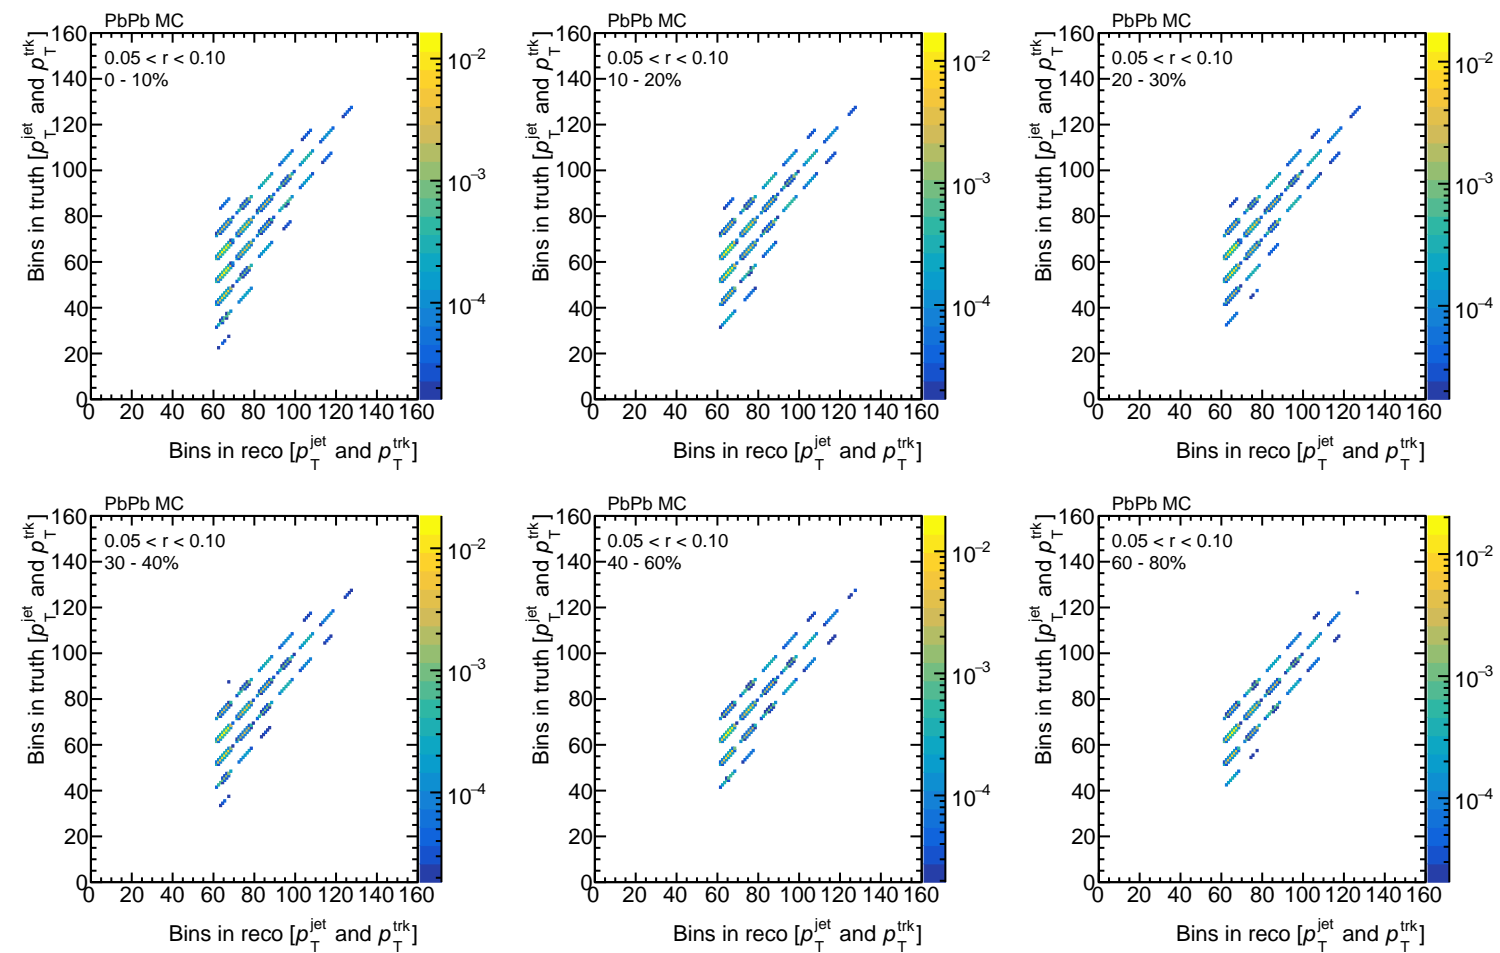 PbPb MC
0.05 < r < 0.10
0 - 10%
Bins in truth [p_T^jet and p_T^trk]
160
140
120
100
80
60
40
20
0
0 20 40 60 80 100 120 140 160
Bins in reco [p_T^jet and p_T^trk]
10^−2
10^−3
10^−4
PbPb MC
0.05 < r < 0.10
10 - 20%
Bins in truth [p_T^jet and p_T^trk]
160
140
120
100
80
60
40
20
0
0 20 40 60 80 100 120 140 160
Bins in reco [p_T^jet and p_T^trk]
10^−2
10^−3
10^−4
PbPb MC
0.05 < r < 0.10
20 - 30%
Bins in truth [p_T^jet and p_T^trk]
160
140
120
100
80
60
40
20
0
0 20 40 60 80 100 120 140 160
Bins in reco [p_T^jet and p_T^trk]
10^−2
10^−3
10^−4
PbPb MC
0.05 < r < 0.10
30 - 40%
Bins in truth [p_T^jet and p_T^trk]
160
140
120
100
80
60
40
20
0
0 20 40 60 80 100 120 140 160
Bins in reco [p_T^jet and p_T^trk]
10^−2
10^−3
10^−4
PbPb MC
0.05 < r < 0.10
40 - 60%
Bins in truth [p_T^jet and p_T^trk]
160
140
120
100
80
60
40
20
0
0 20 40 60 80 100 120 140 160
Bins in reco [p_T^jet and p_T^trk]
10^−2
10^−3
10^−4
PbPb MC
0.05 < r < 0.10
60 - 80%
Bins in truth [p_T^jet and p_T^trk]
160
140
120
100
80
60
40
20
0
0 20 40 60 80 100 120 140 160
Bins in reco [p_T^jet and p_T^trk]
10^−2
10^−3
10^−4